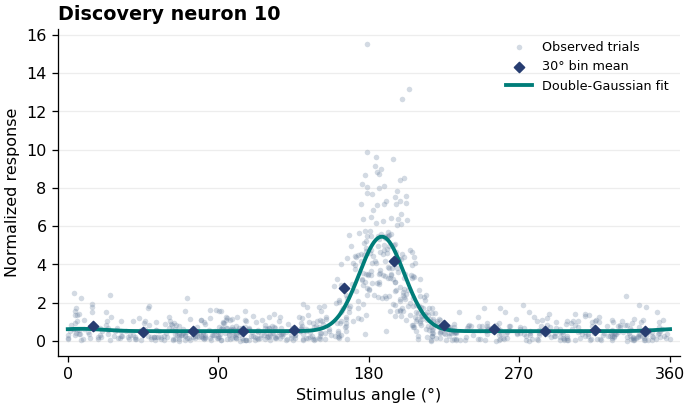 Discovery neuron 10
Normalized response
16
14
12
10
8
6
4
2
0
Observed trials
30° bin mean
Double-Gaussian fit
0 90 180 270 360
Stimulus angle (°)